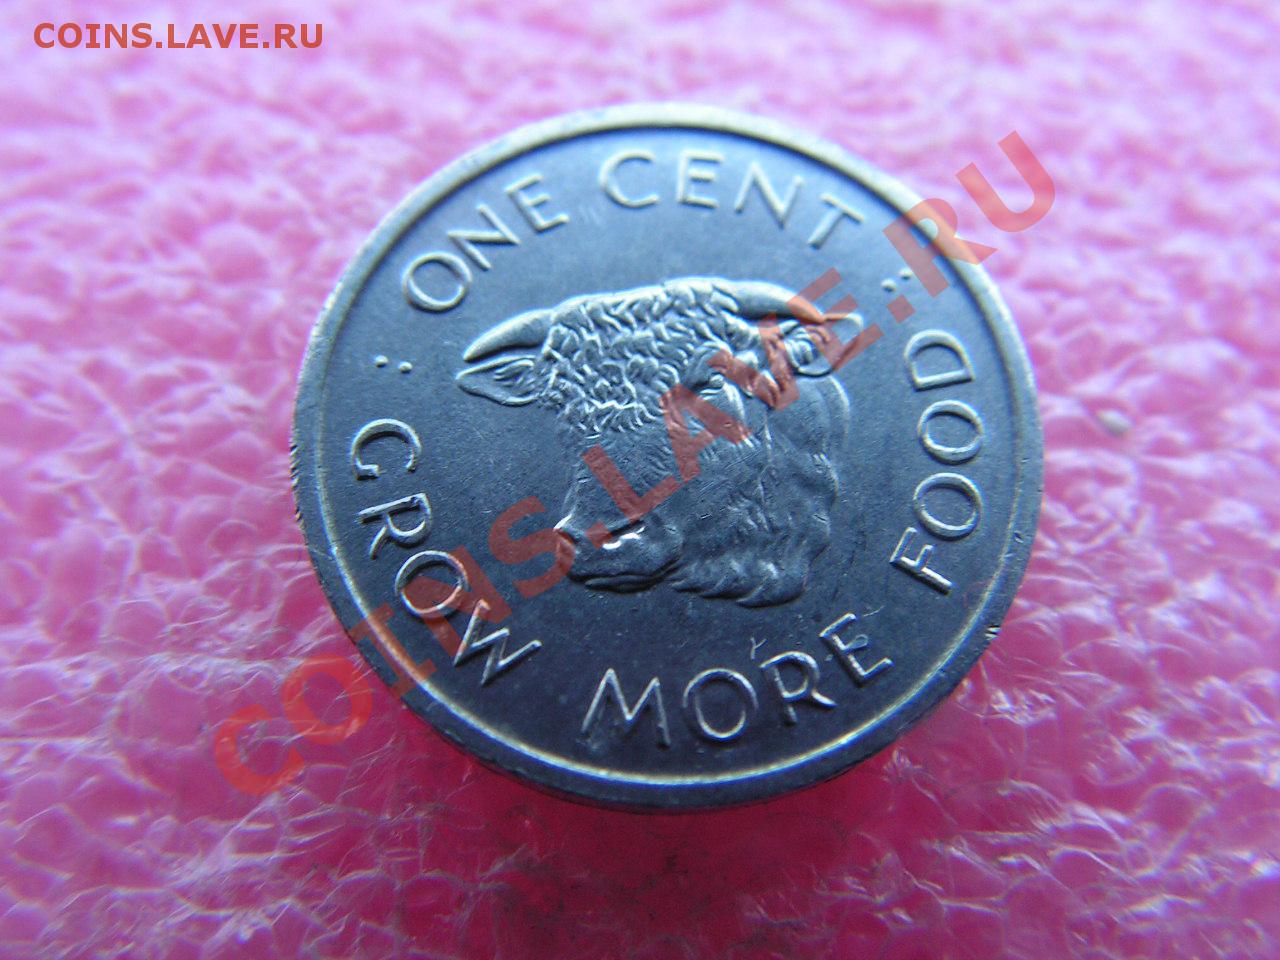 COINS.LAVE.RU
: ONE CENT :
GROW MORE FOOD
COINS.LAVE.RU